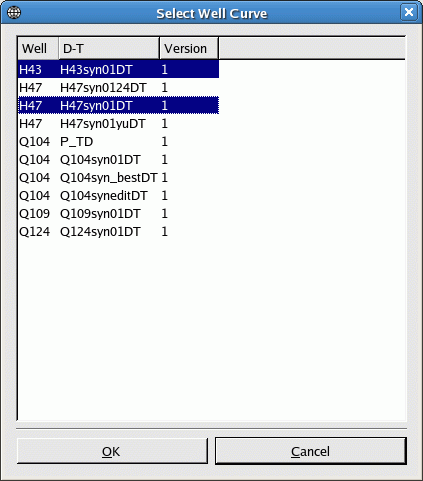 Select Well Curve
Well D-T Version
H43 H43syn01DT 1
H47 H47syn0124DT 1
H47 H47syn01DT 1
H47 H47syn01yuDT 1
Q104 P_TD 1
Q104 Q104syn01DT 1
Q104 Q104syn_bestDT 1
Q104 Q104syneditDT 1
Q109 Q109syn01DT 1
Q124 Q124syn01DT 1
OK Cancel